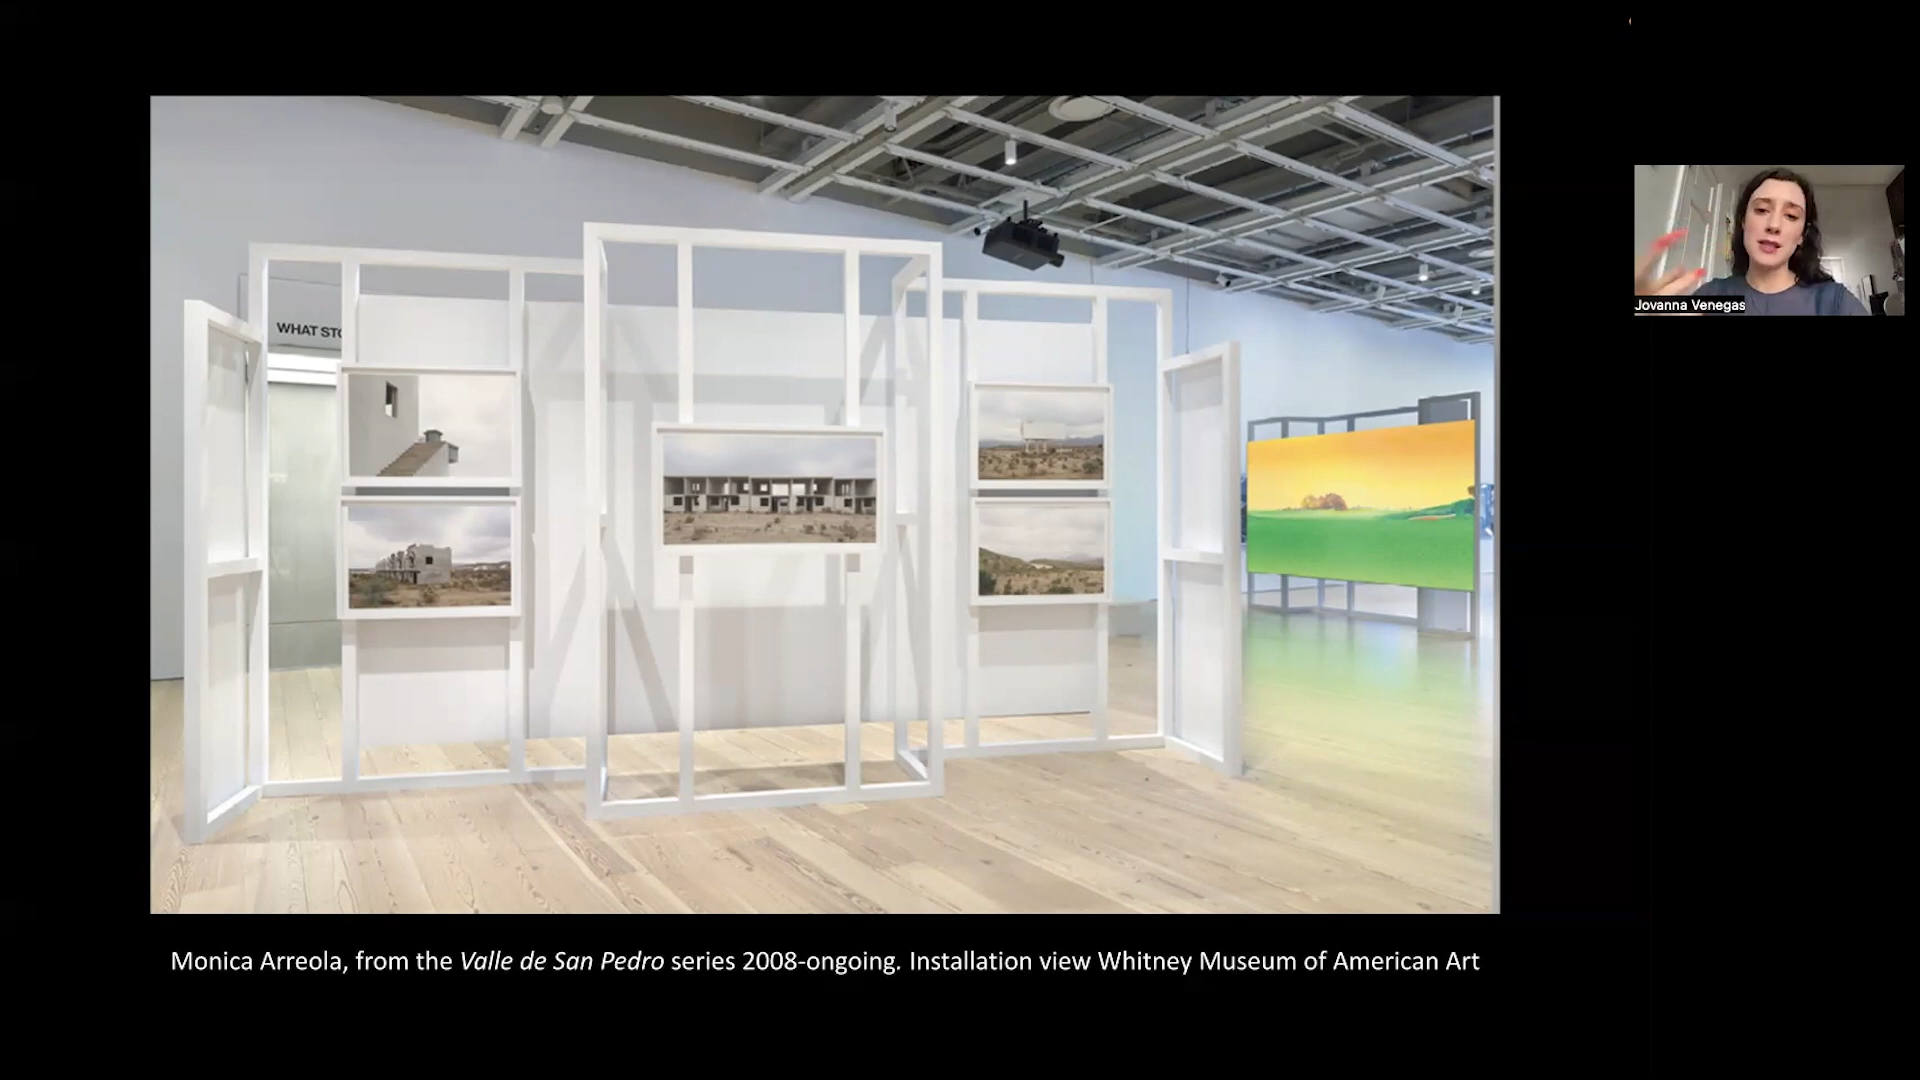 WHAT STO
Jovanna Venegas
Monica Arreola, from the Valle de San Pedro series 2008-ongoing. Installation view Whitney Museum of American Art